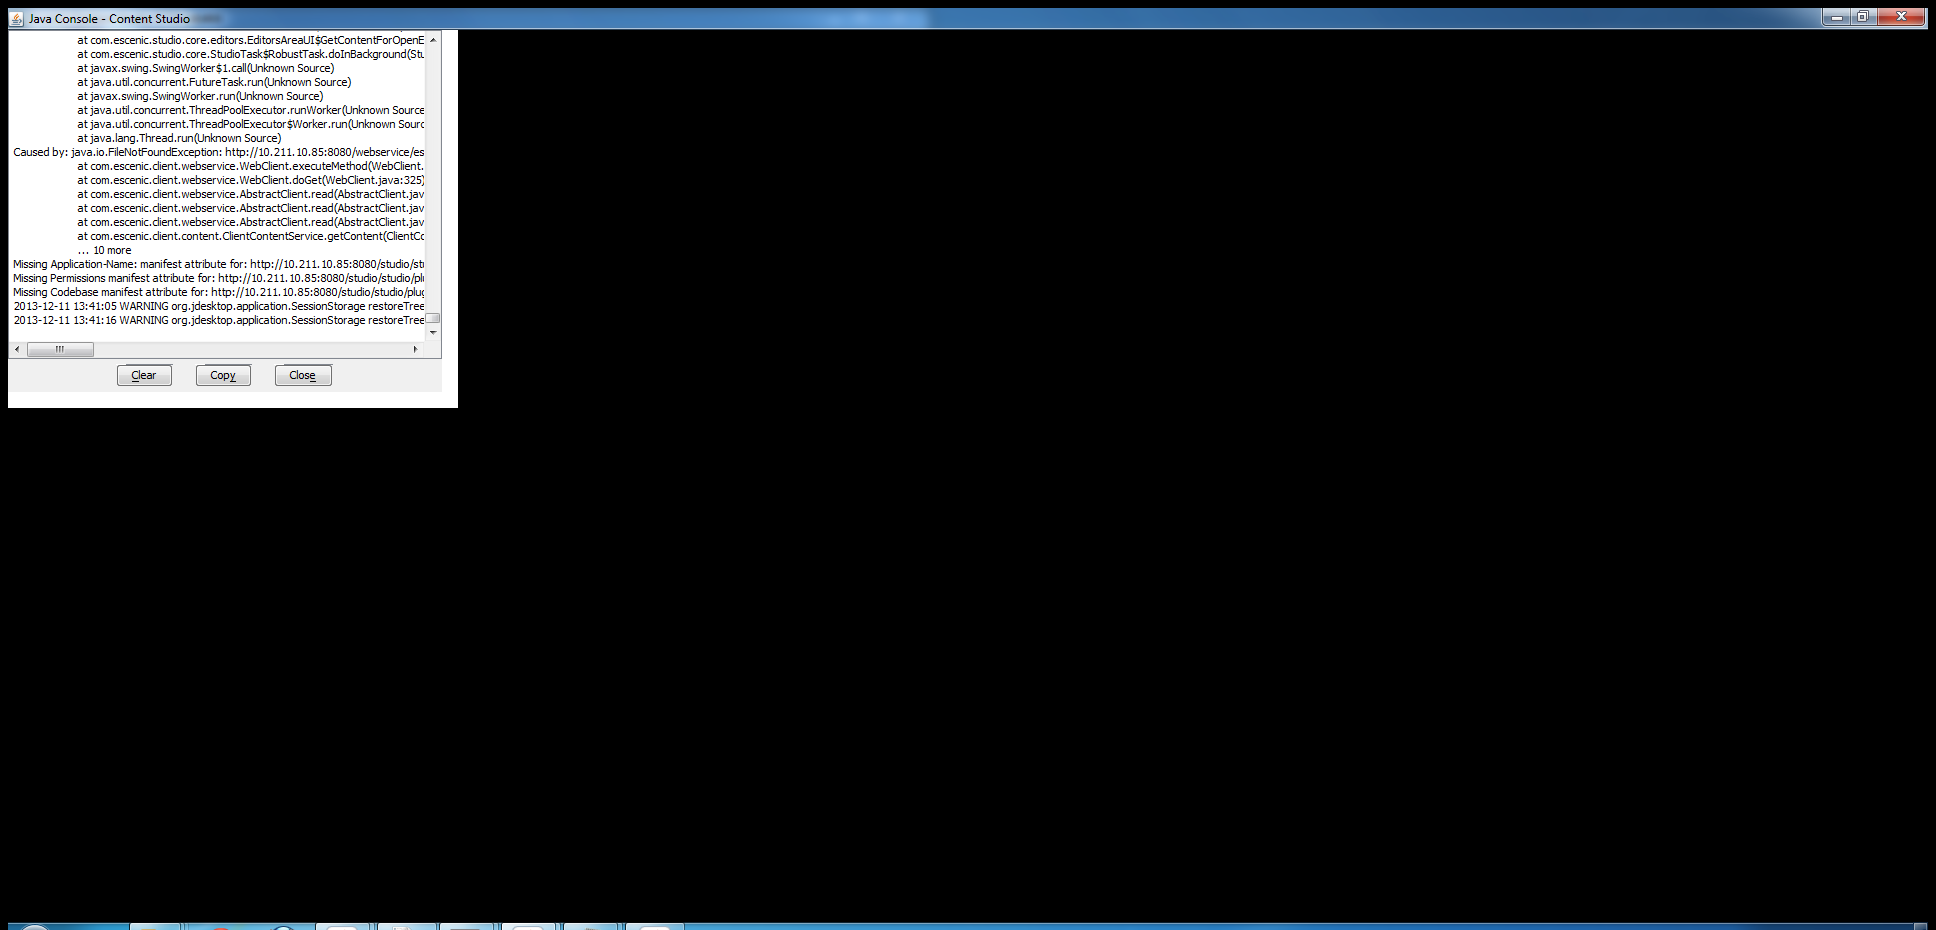 Java Console - Content Studio
at com.escenic.studio.core.editors.EditorsAreaUI$GetContentForOpenE
at com.escenic.studio.core.StudioTask$RobustTask.doInBackground(Stu
at javax.swing.SwingWorker$1.call(Unknown Source)
at java.util.concurrent.FutureTask.run(Unknown Source)
at javax.swing.SwingWorker.run(Unknown Source)
at java.util.concurrent.ThreadPoolExecutor.runWorker(Unknown Source
at java.util.concurrent.ThreadPoolExecutor$Worker.run(Unknown Sourc
at java.lang.Thread.run(Unknown Source)
Caused by: java.io.FileNotFoundException: http://10.211.10.85:8080/webservice/es
at com.escenic.client.webservice.WebClient.executeMethod(WebClient.
at com.escenic.client.webservice.WebClient.doGet(WebClient.java:325)
at com.escenic.client.webservice.AbstractClient.read(AbstractClient.jav
at com.escenic.client.webservice.AbstractClient.read(AbstractClient.jav
at com.escenic.client.webservice.AbstractClient.read(AbstractClient.jav
at com.escenic.client.content.ClientContentService.getContent(ClientCo
... 10 more
Missing Application-Name: manifest attribute for: http://10.211.10.85:8080/studio/stu
Missing Permissions manifest attribute for: http://10.211.10.85:8080/studio/studio/plu
Missing Codebase manifest attribute for: http://10.211.10.85:8080/studio/studio/plug
2013-12-11 13:41:05 WARNING org.jdesktop.application.SessionStorage restoreTree
2013-12-11 13:41:16 WARNING org.jdesktop.application.SessionStorage restoreTree
Clear Copy Close